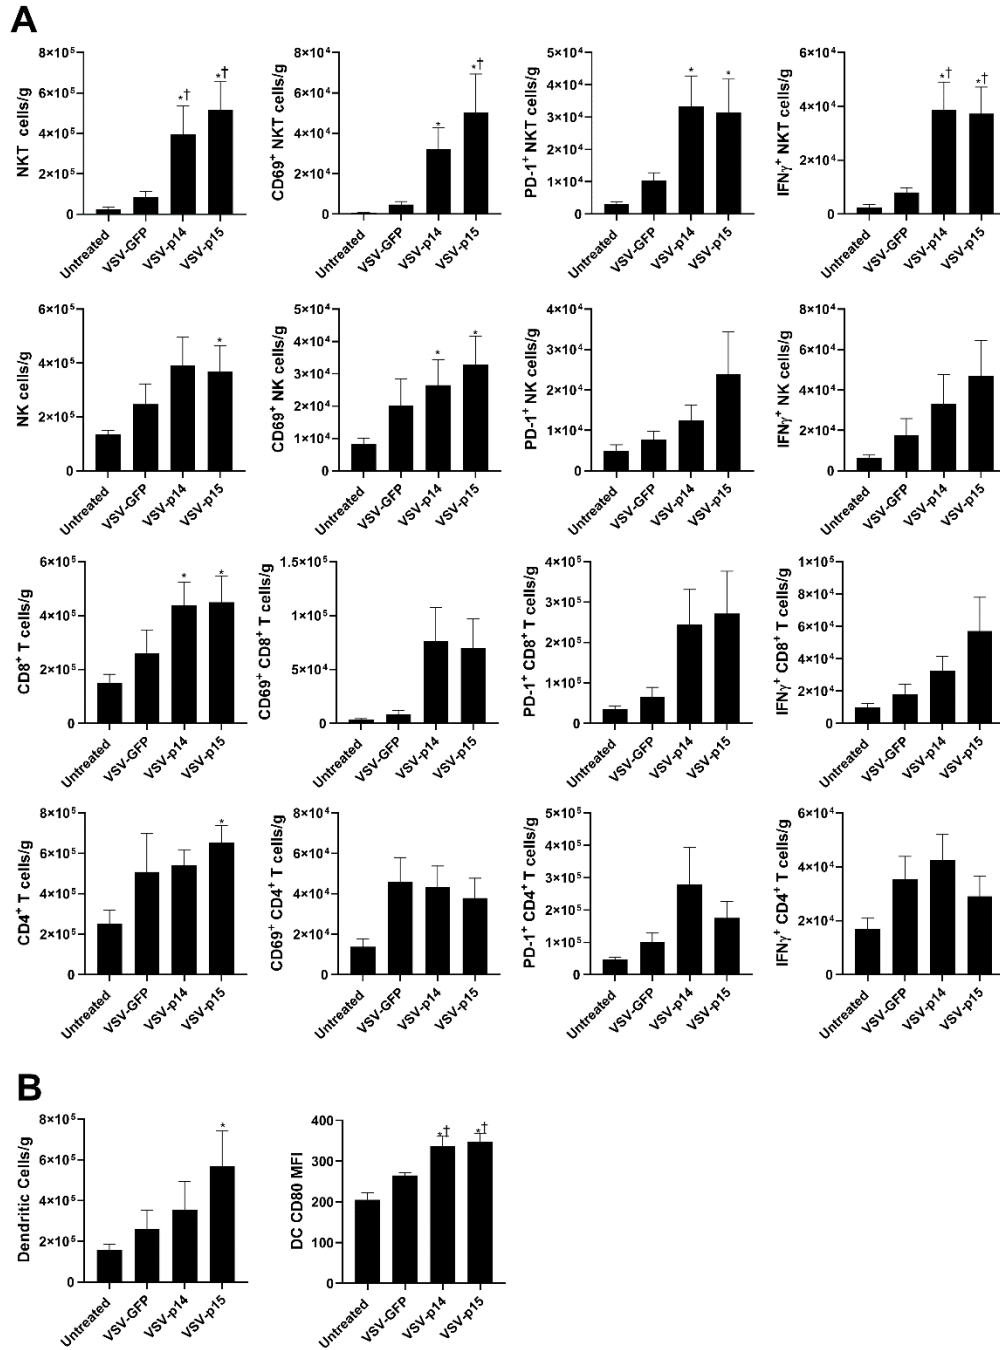 A
NKT cells/g
8×10⁵
6×10⁵
4×10⁵
2×10⁵
0
*†
*†
Untreated
VSV-GFP
VSV-p14
VSV-p15
CD69⁺ NKT cells/g
8×10⁴
6×10⁴
4×10⁴
2×10⁴
0
*
*†
Untreated
VSV-GFP
VSV-p14
VSV-p15
PD-1⁺ NKT cells/g
5×10⁴
4×10⁴
3×10⁴
2×10⁴
1×10⁴
0
*
*
Untreated
VSV-GFP
VSV-p14
VSV-p15
IFNγ⁺ NKT cells/g
6×10⁴
4×10⁴
2×10⁴
0
*†
*†
Untreated
VSV-GFP
VSV-p14
VSV-p15
NK cells/g
6×10⁵
4×10⁵
2×10⁵
0
*
Untreated
VSV-GFP
VSV-p14
VSV-p15
CD69⁺ NK cells/g
5×10⁴
4×10⁴
3×10⁴
2×10⁴
1×10⁴
0
*
*
Untreated
VSV-GFP
VSV-p14
VSV-p15
PD-1⁺ NK cells/g
4×10⁴
3×10⁴
2×10⁴
1×10⁴
0
Untreated
VSV-GFP
VSV-p14
VSV-p15
IFNγ⁺ NK cells/g
8×10⁴
6×10⁴
4×10⁴
2×10⁴
0
Untreated
VSV-GFP
VSV-p14
VSV-p15
CD8⁺ T cells/g
6×10⁵
4×10⁵
2×10⁵
0
*
*
Untreated
VSV-GFP
VSV-p14
VSV-p15
CD69⁺ CD8⁺ T cells/g
1.5×10⁵
1×10⁵
5×10⁴
0
Untreated
VSV-GFP
VSV-p14
VSV-p15
PD-1⁺ CD8⁺ T cells/g
4×10⁵
3×10⁵
2×10⁵
1×10⁵
0
Untreated
VSV-GFP
VSV-p14
VSV-p15
IFNγ⁺ CD8⁺ T cells/g
1×10⁵
8×10⁴
6×10⁴
4×10⁴
2×10⁴
0
Untreated
VSV-GFP
VSV-p14
VSV-p15
CD4⁺ T cells/g
8×10⁵
6×10⁵
4×10⁵
2×10⁵
0
*
Untreated
VSV-GFP
VSV-p14
VSV-p15
CD69⁺ CD4⁺ T cells/g
8×10⁴
6×10⁴
4×10⁴
2×10⁴
0
Untreated
VSV-GFP
VSV-p14
VSV-p15
PD-1⁺ CD4⁺ T cells/g
5×10⁵
4×10⁵
3×10⁵
2×10⁵
1×10⁵
0
Untreated
VSV-GFP
VSV-p14
VSV-p15
IFNγ⁺ CD4⁺ T cells/g
6×10⁴
4×10⁴
2×10⁴
0
Untreated
VSV-GFP
VSV-p14
VSV-p15
B
Dendritic Cells/g
8×10⁵
6×10⁵
4×10⁵
2×10⁵
0
*
Untreated
VSV-GFP
VSV-p14
VSV-p15
DC CD80 MFI
400
300
200
100
0
*†
*†
Untreated
VSV-GFP
VSV-p14
VSV-p15